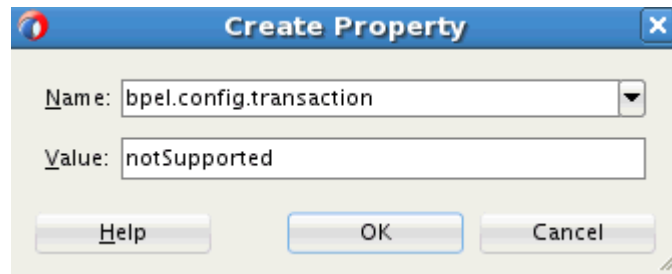 Create Property
Name: bpel.config.transaction
Value: notSupported
Help OK Cancel